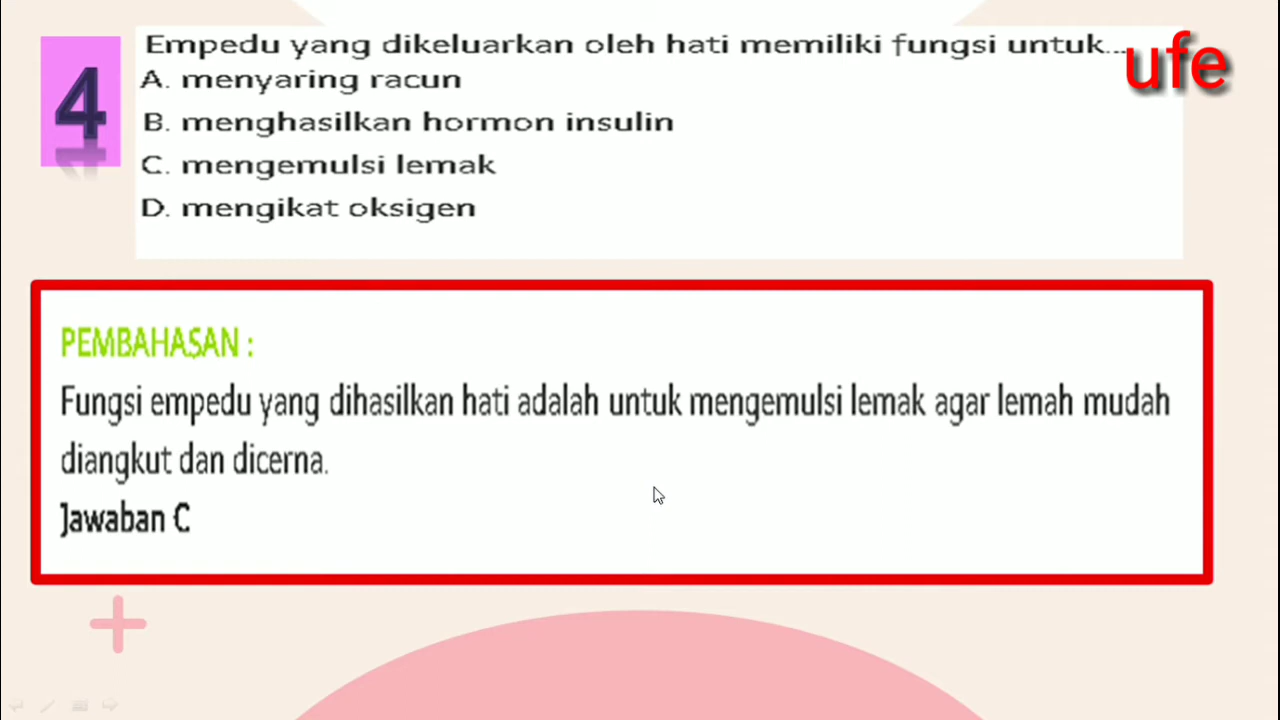 4
Empedu yang dikeluarkan oleh hati memiliki fungsi untuk...
ufe
A. menyaring racun
B. menghasilkan hormon insulin
C. mengemulsi lemak
D. mengikat oksigen
PEMBAHASAN :
Fungsi empedu yang dihasilkan hati adalah untuk mengemulsi lemak agar lemah mudah
diangkut dan dicerna.
Jawaban C